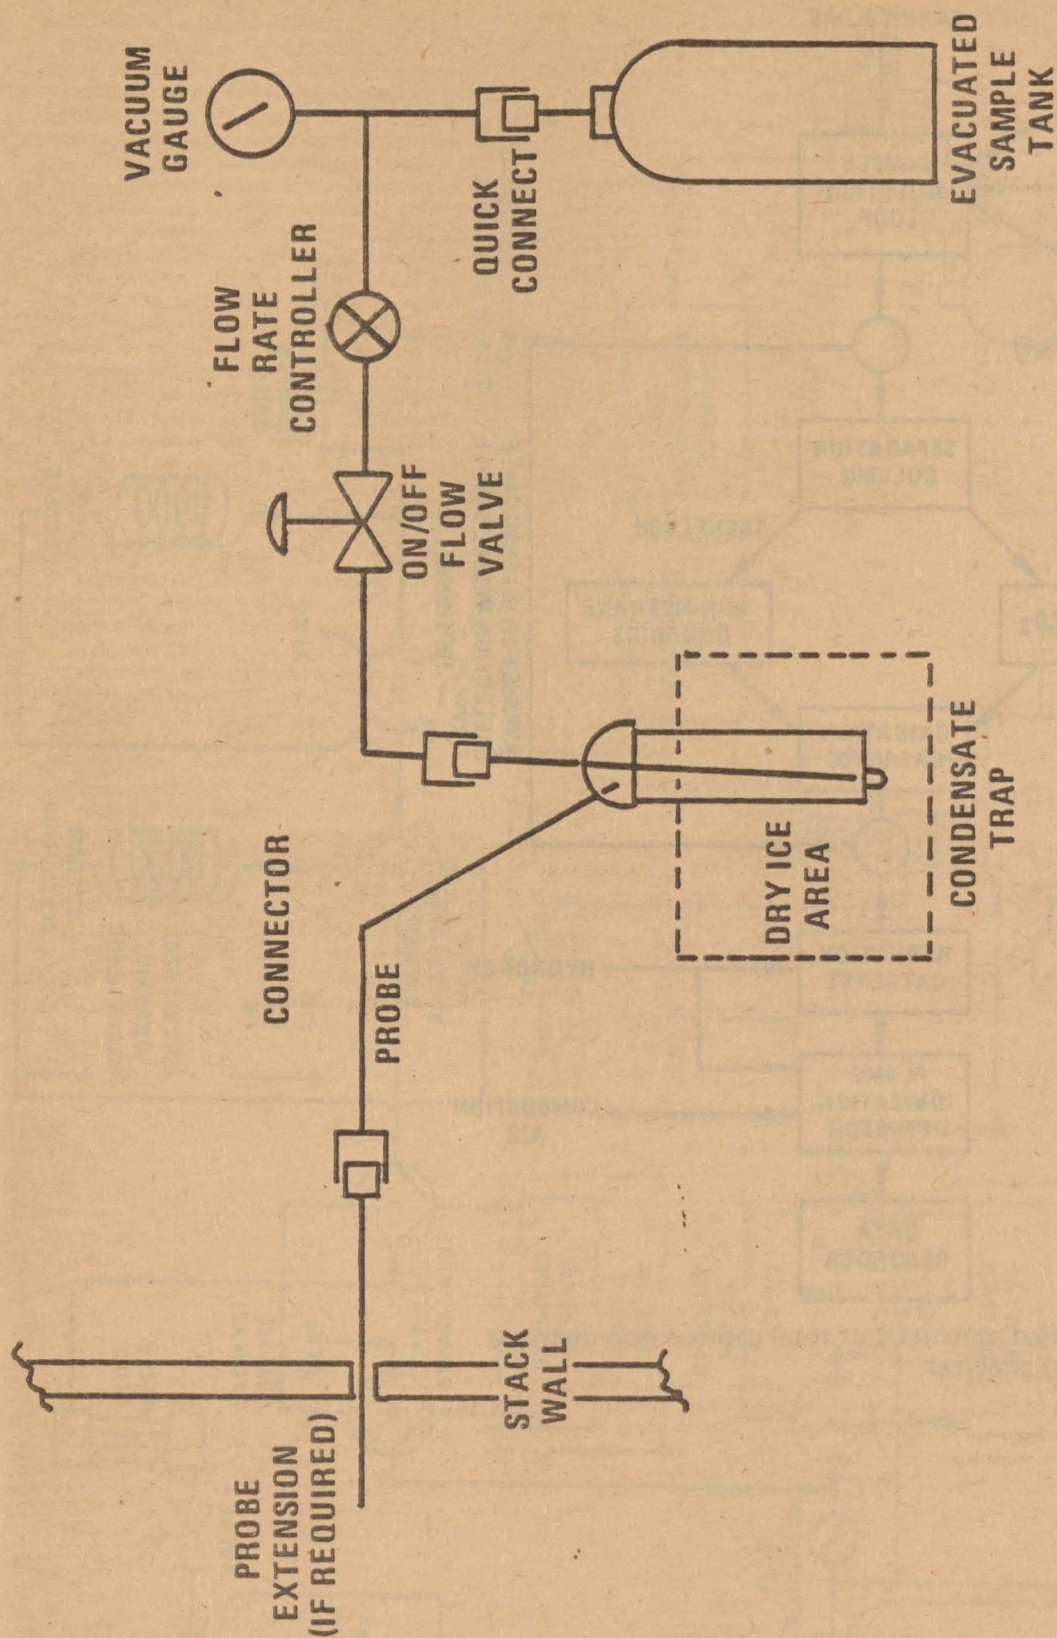 PROBE
EXTENSION
(IF REQUIRED)
STACK
WALL
CONNECTOR
PROBE
DRY ICE
AREA
CONDENSATE
TRAP
ON/OFF
FLOW
VALVE
FLOW
RATE
CONTROLLER
VACUUM
GAUGE
QUICK
CONNECT
EVACUATED
SAMPLE
TANK